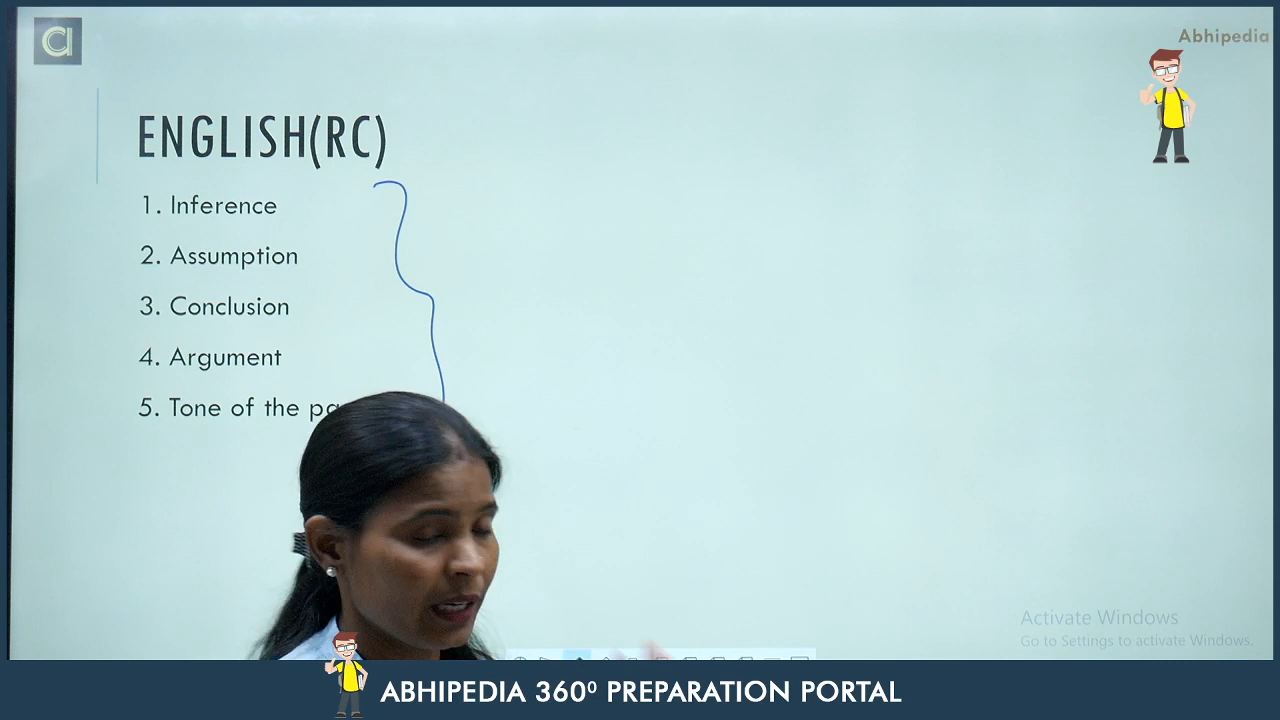 Abhipedia
ENGLISH(RC)
1. Inference
2. Assumption
3. Conclusion
4. Argument
5. Tone of the
Activate Windows
Go to Settings to activate Windows.
ABHIPEDIA 360⁰ PREPARATION PORTAL